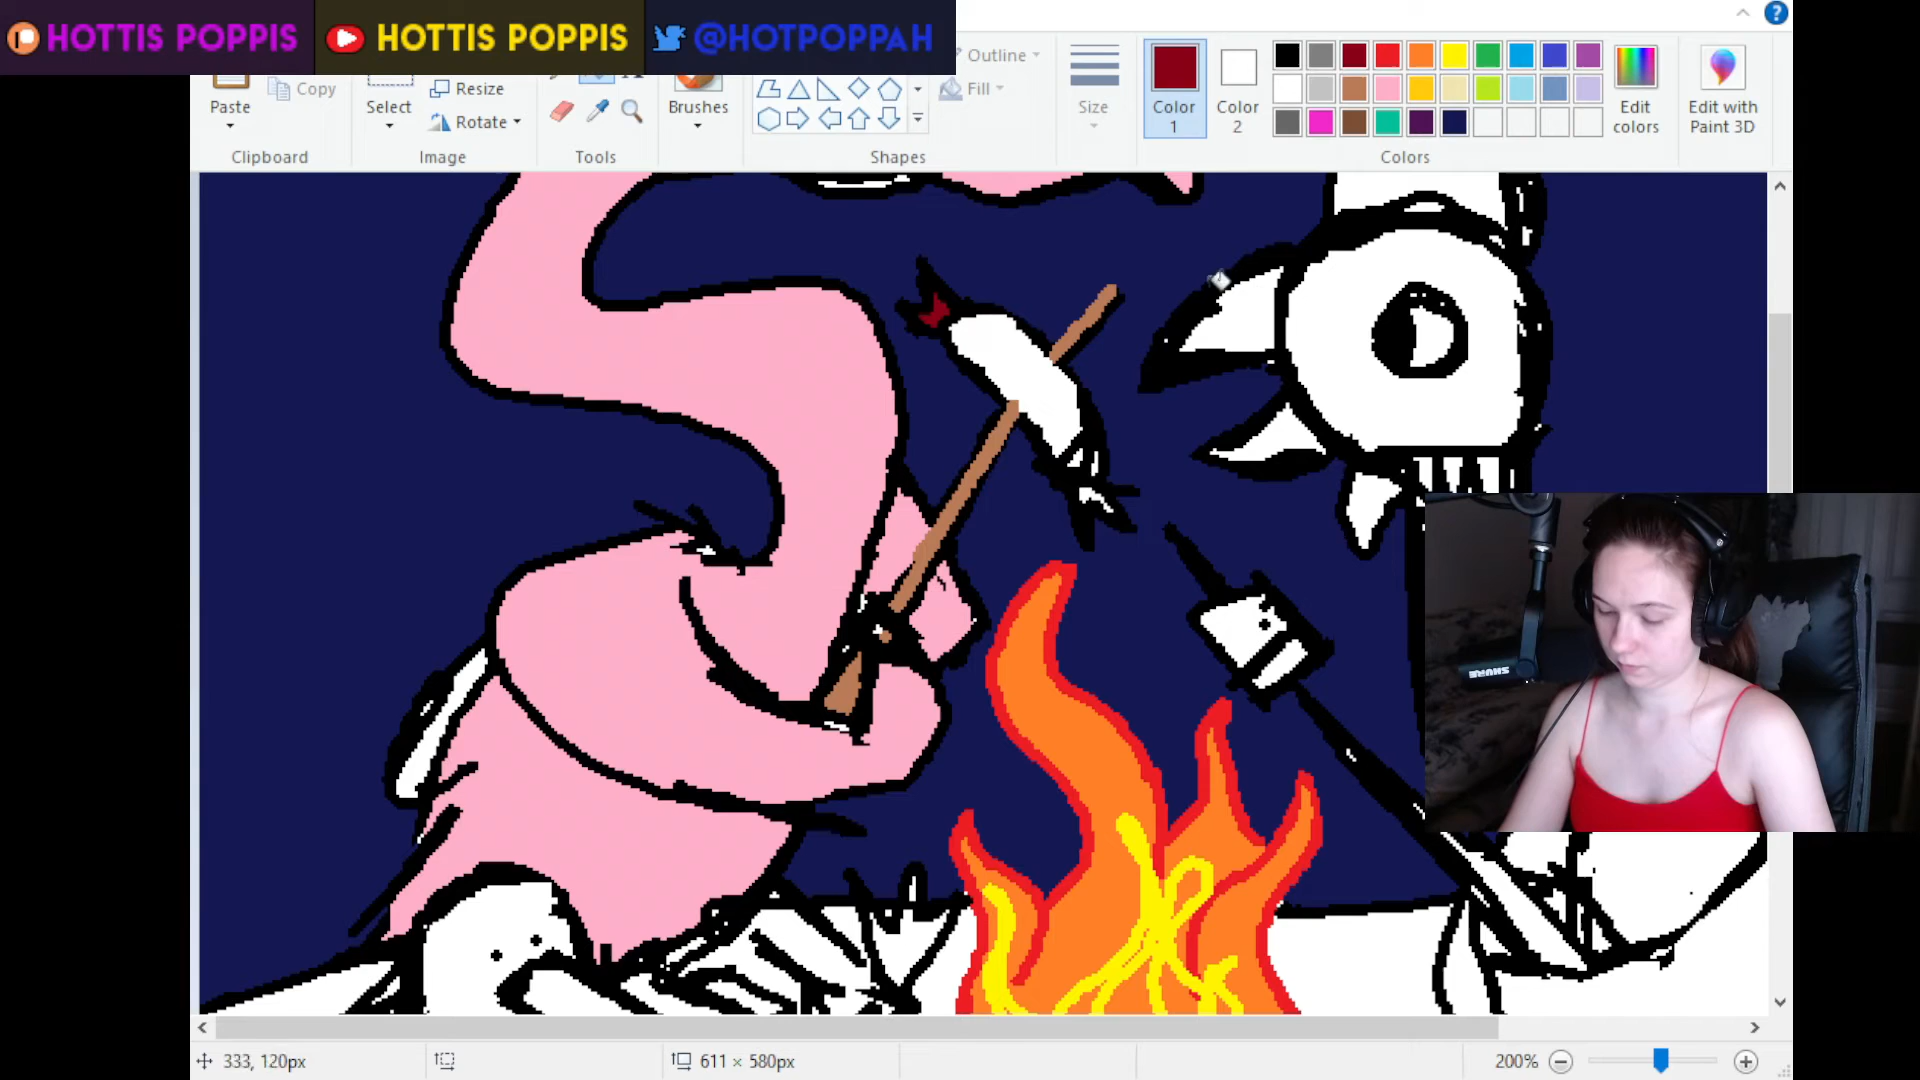 HOTTIS POPPIS
HOTTIS POPPIS
@HOTPOPPAH
Paste
Copy
Clipboard
Select
Resize
Rotate
Image
Tools
Brushes
Shapes
Outline
Fill
Size
Color 1
Color 2
Edit colors
Colors
Edit with Paint 3D
SHURE
333, 120px
611 × 580px
200%